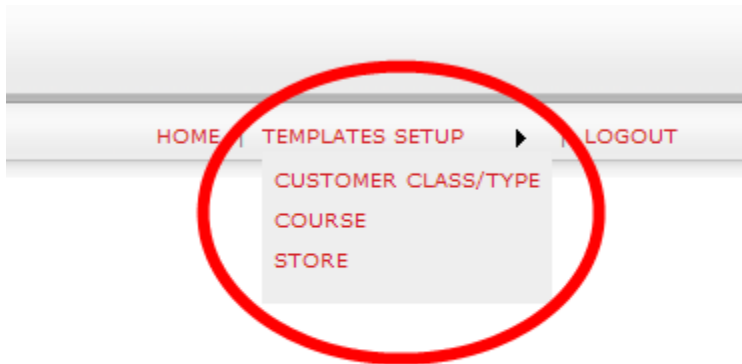 HOME | TEMPLATES SETUP | LOGOUT
CUSTOMER CLASS/TYPE
COURSE
STORE